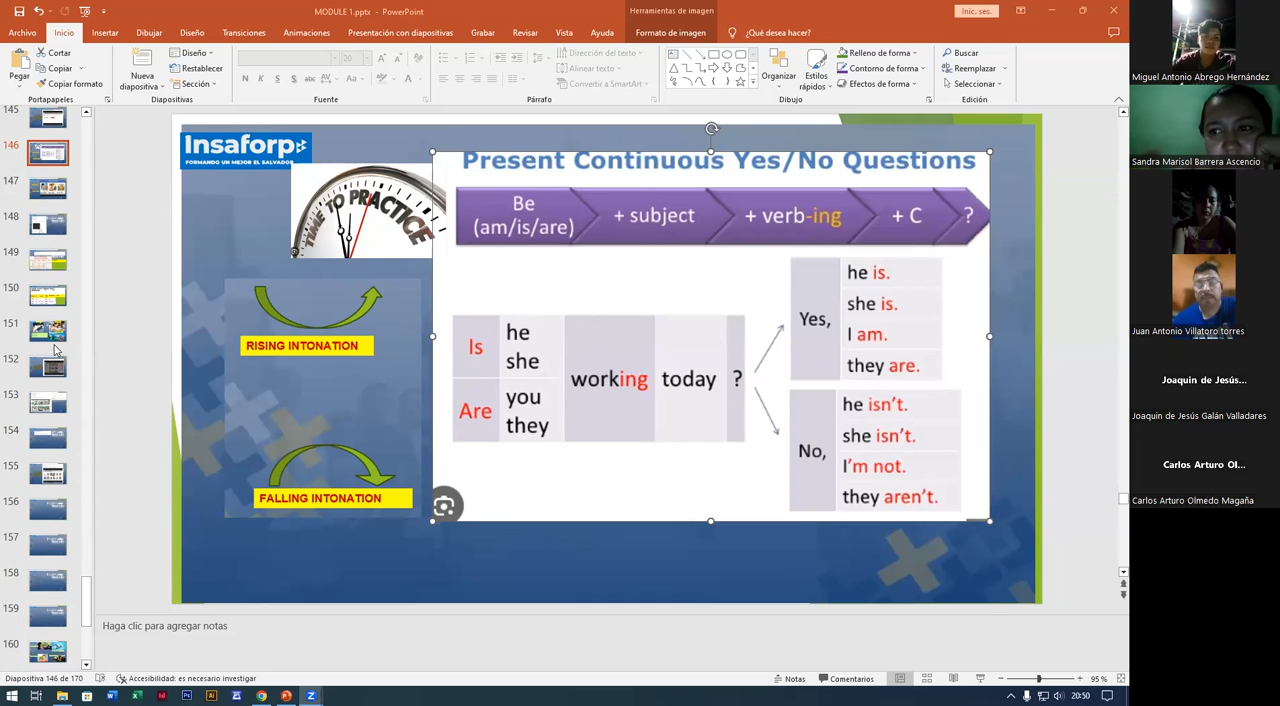 MODULE 1.pptx - PowerPoint
Herramientas de imagen
Inic. ses.
Archivo Inicio Insertar Dibujar Diseño Transiciones Animaciones Presentación con diapositivas Grabar Revisar Vista Ayuda Formato de imagen ¿Qué desea hacer?
Pegar
Cortar
Copiar
Copiar formato
Portapapeles
Nueva
diapositiva
Diseño
Restablecer
Sección
Diapositivas
20
N K S S abc AV Aa A
Fuente
Párrafo
Dirección del texto
Alinear texto
Convertir a SmartArt
Organizar
Estilos
rápidos
Relleno de forma
Contorno de forma
Efectos de forma
Dibujo
Buscar
Reemplazar
Seleccionar
Edición
145
146
147
148
149
150
151
152
153
154
155
156
157
158
159
160
Insaforp
FORMANDO UN MEJOR EL SALVADOR
TIME TO PRACTICE
RISING INTONATION
FALLING INTONATION
Present Continuous Yes/No Questions
Be
(am/is/are)
+ subject
+ verb-ing
+ C
?
Is
he
she
Are
you
they
working
today
?
Yes,
he is.
she is.
I am.
they are.
No,
he isn't.
she isn't.
I'm not.
they aren't.
Haga clic para agregar notas
Diapositiva 146 de 170
Accesibilidad: es necesario investigar
Notas
Comentarios
95 %
20:50
Miguel Antonio Abrego Hernández
Sandra Marisol Barrera Ascencio
Juan Antonio Villatoro torres
Joaquin de Jesús...
Joaquin de Jesús Galán Valladares
Carlos Arturo Ol...
Carlos Arturo Olmedo Magaña